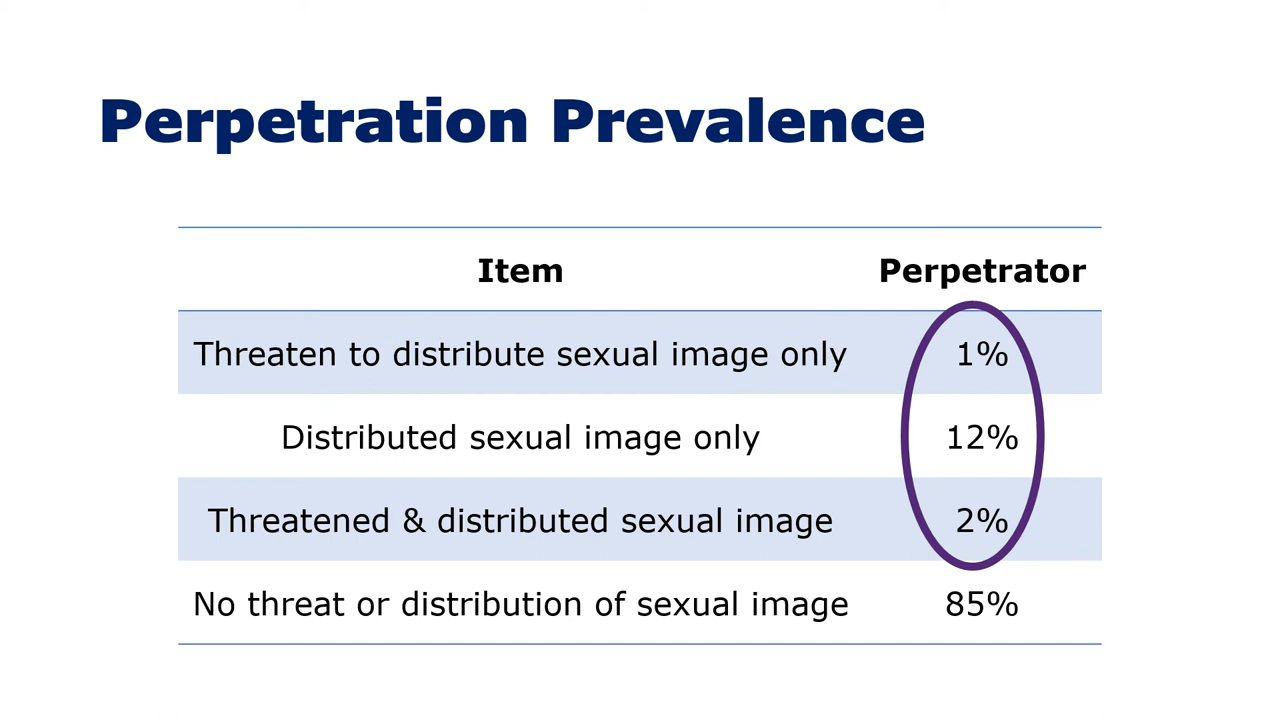 Perpetration Prevalence
Item Perpetrator
Threaten to distribute sexual image only 1%
Distributed sexual image only 12%
Threatened & distributed sexual image 2%
No threat or distribution of sexual image 85%